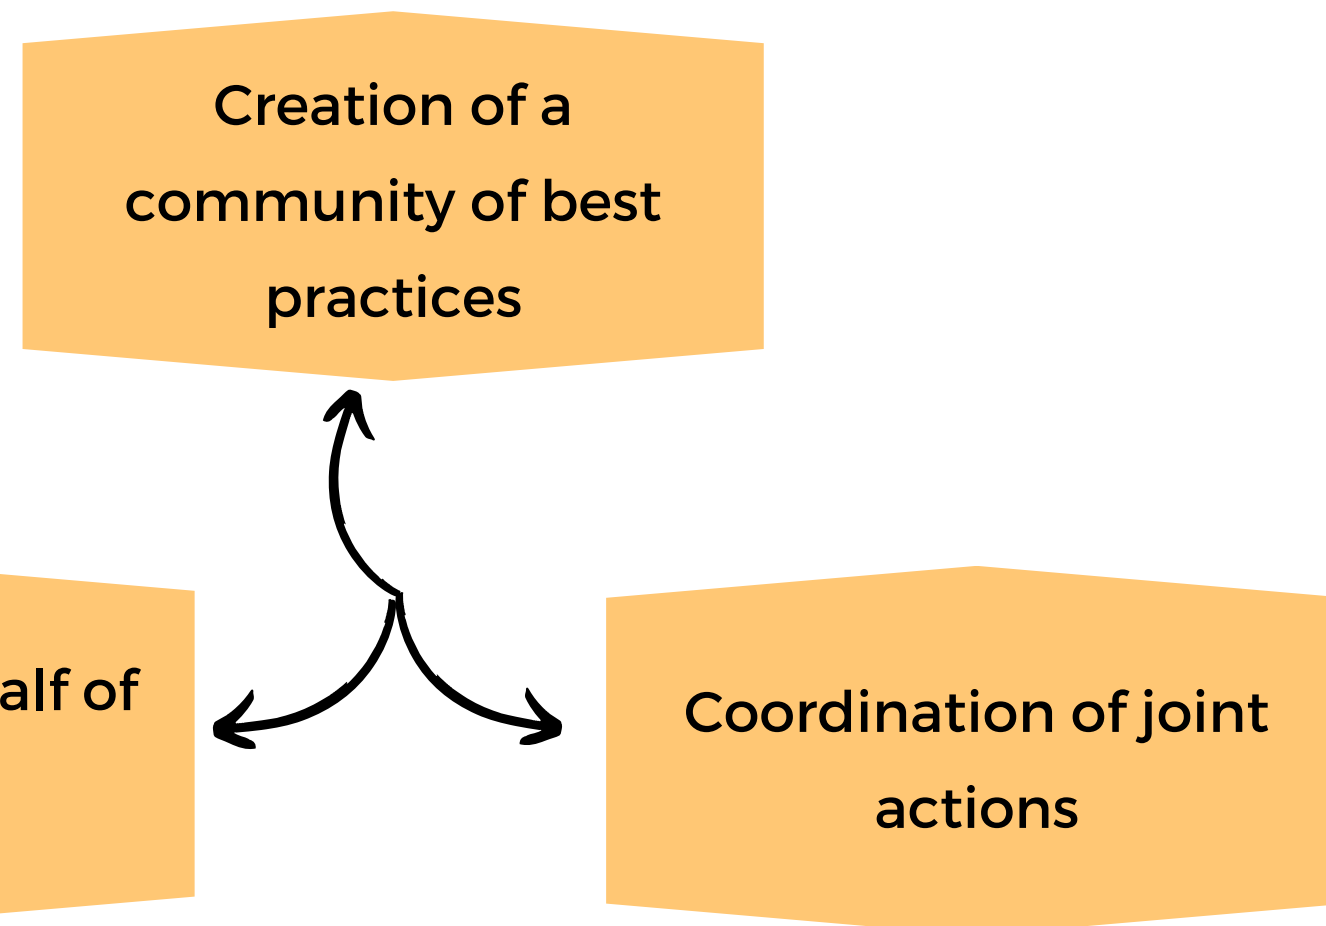 Creation of a
community of best
practices
alf of
Coordination of joint
actions